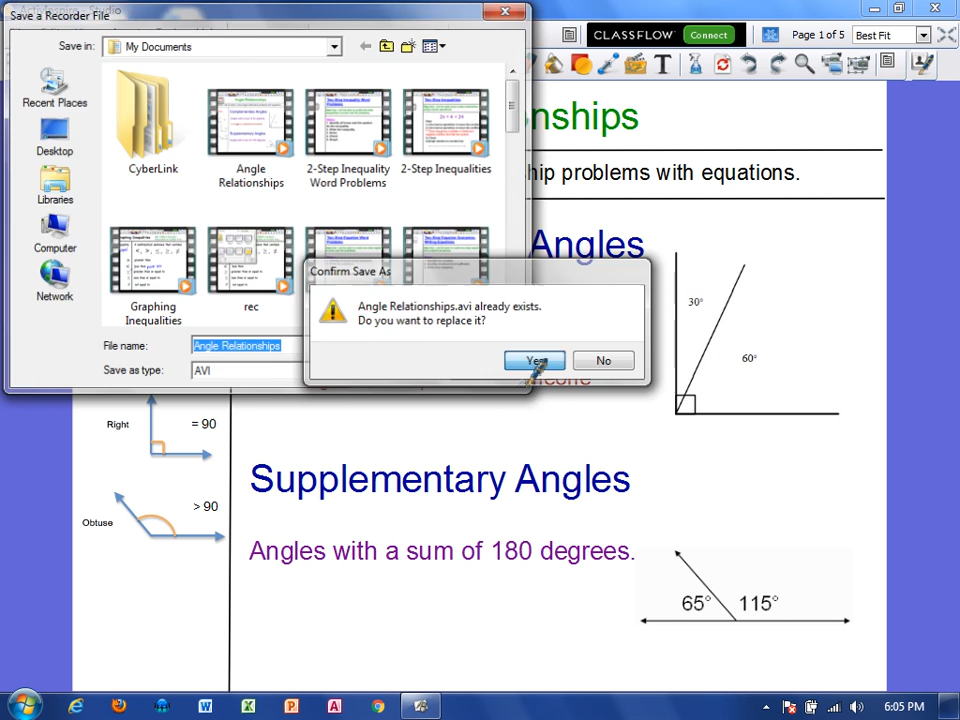 Save a Recorder File
Save in:
My Documents
Recent Places
Desktop
Libraries
Computer
Network
CyberLink
Angle
Relationships
2-Step Inequality
Word Problems
2-Step Inequalities
Graphing
Inequalities
rec
File name:
Angle Relationships
Save as type:
AVI
Confirm Save As
Angle Relationships.avi already exists.
Do you want to replace it?
Yes
No
CLASSFLOW
Connect
Page 1 of 5
Best Fit
nships
hip problems with equations.
Angles
30°
60°
Right
= 90
Obtuse
> 90
Supplementary Angles
Angles with a sum of 180 degrees.
65°
115°
6:05 PM